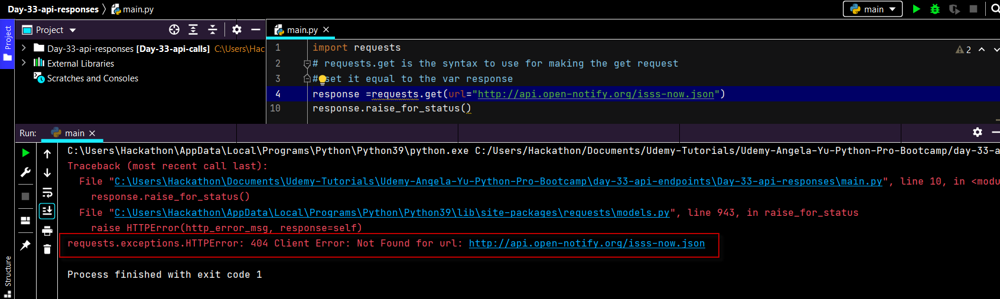 Day-33-api-responses main.py
main
Project
Project
main.py
Day-33-api-responses [Day-33-api-calls] C:\Users\Hac
External Libraries
Scratches and Consoles
1 import requests
2 # requests.get is the syntax to use for making the get request
3 # set it equal to the var response
4 response =requests.get(url="http://api.open-notify.org/isss-now.json")
10 response.raise_for_status()
2
Run: main
C:\Users\Hackathon\AppData\Local\Programs\Python\Python39\python.exe C:/Users/Hackathon/Documents/Udemy-Tutorials/Udemy-Angela-Yu-Python-Pro-Bootcamp/day-33-a
Traceback (most recent call last):
File "C:\Users\Hackathon\Documents\Udemy-Tutorials\Udemy-Angela-Yu-Python-Pro-Bootcamp\day-33-api-endpoints\Day-33-api-responses\main.py", line 10, in <modu
response.raise_for_status()
File "C:\Users\Hackathon\AppData\Local\Programs\Python\Python39\lib\site-packages\requests\models.py", line 943, in raise_for_status
raise HTTPError(http_error_msg, response=self)
requests.exceptions.HTTPError: 404 Client Error: Not Found for url: http://api.open-notify.org/isss-now.json
Process finished with exit code 1
Structure